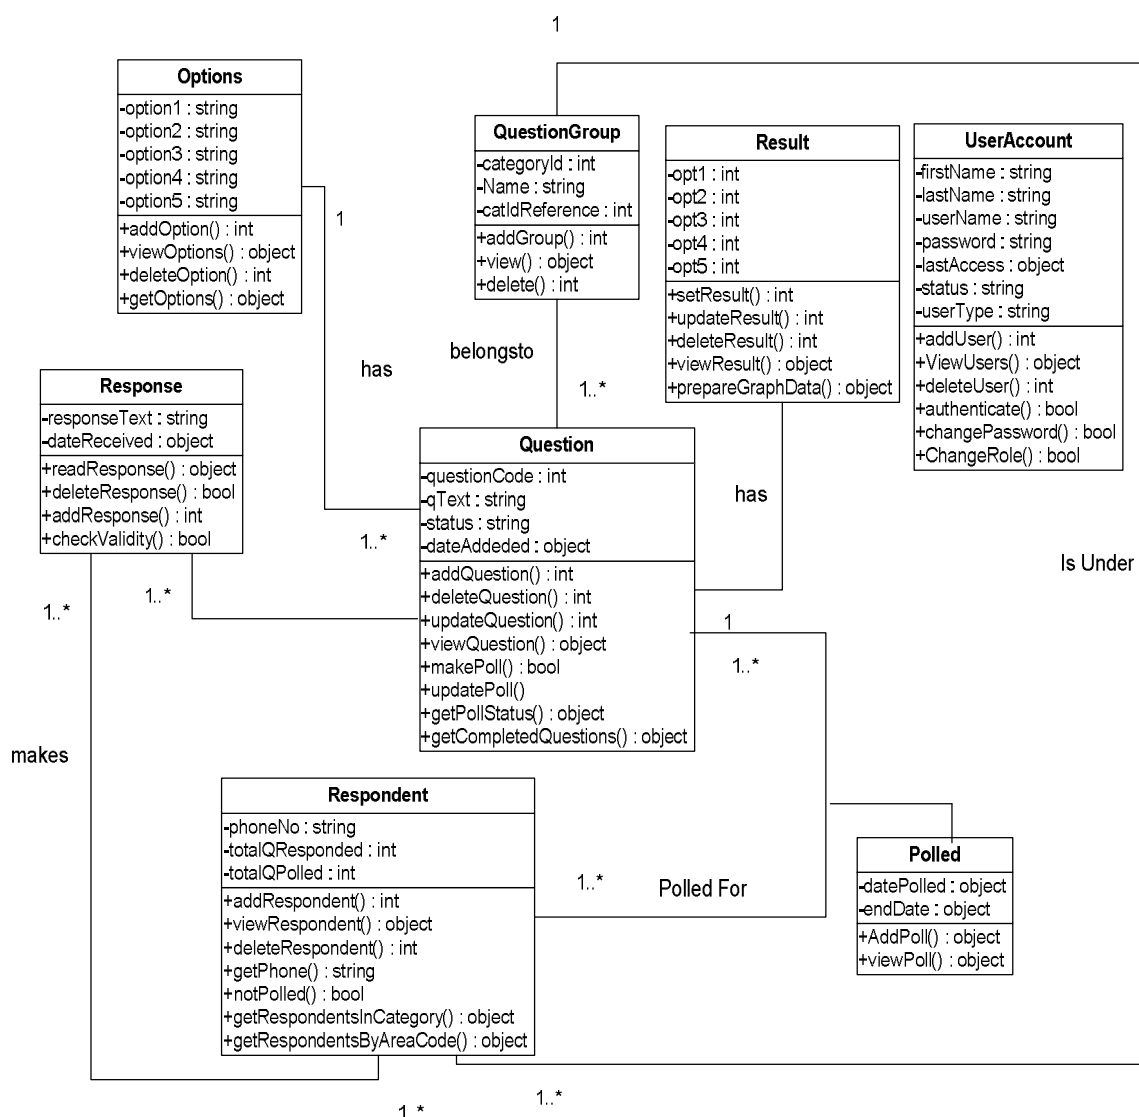 1
Options
-option1 : string
-option2 : string
-option3 : string
-option4 : string
-option5 : string
+addOption() : int
+viewOptions() : object
+deleteOption() : int
+getOptions() : object
1
has
1..*
QuestionGroup
-categoryId : int
-Name : string
-catIdReference : int
+addGroup() : int
+view() : object
+delete() : int
belongsto
1..*
Result
-opt1 : int
-opt2 : int
-opt3 : int
-opt4 : int
-opt5 : int
+setResult() : int
+updateResult() : int
+deleteResult() : int
+viewResult() : object
+prepareGraphData() : object
has
1
UserAccount
-firstName : string
-lastName : string
-userName : string
-password : string
-lastAccess : object
-status : string
-userType : string
+addUser() : int
+ViewUsers() : object
+deleteUser() : int
+authenticate() : bool
+changePassword() : bool
+ChangeRole() : bool
Is Under
Response
-responseText : string
-dateReceived : object
+readResponse() : object
+deleteResponse() : bool
+addResponse() : int
+checkValidity() : bool
1..*
1..*
makes
Question
-questionCode : int
-qText : string
-status : string
-dateAddeded : object
+addQuestion() : int
+deleteQuestion() : int
+updateQuestion() : int
+viewQuestion() : object
+makePoll() : bool
+updatePoll()
+getPollStatus() : object
+getCompletedQuestions() : object
1..*
Respondent
-phoneNo : string
-totalQResponded : int
-totalQPolled : int
+addRespondent() : int
+viewRespondent() : object
+deleteRespondent() : int
+getPhone() : string
+notPolled() : bool
+getRespondentsInCategory() : object
+getRespondentsByAreaCode() : object
1..*
Polled For
Polled
-datePolled : object
-endDate : object
+AddPoll() : object
+viewPoll() : object
1..*
1..*